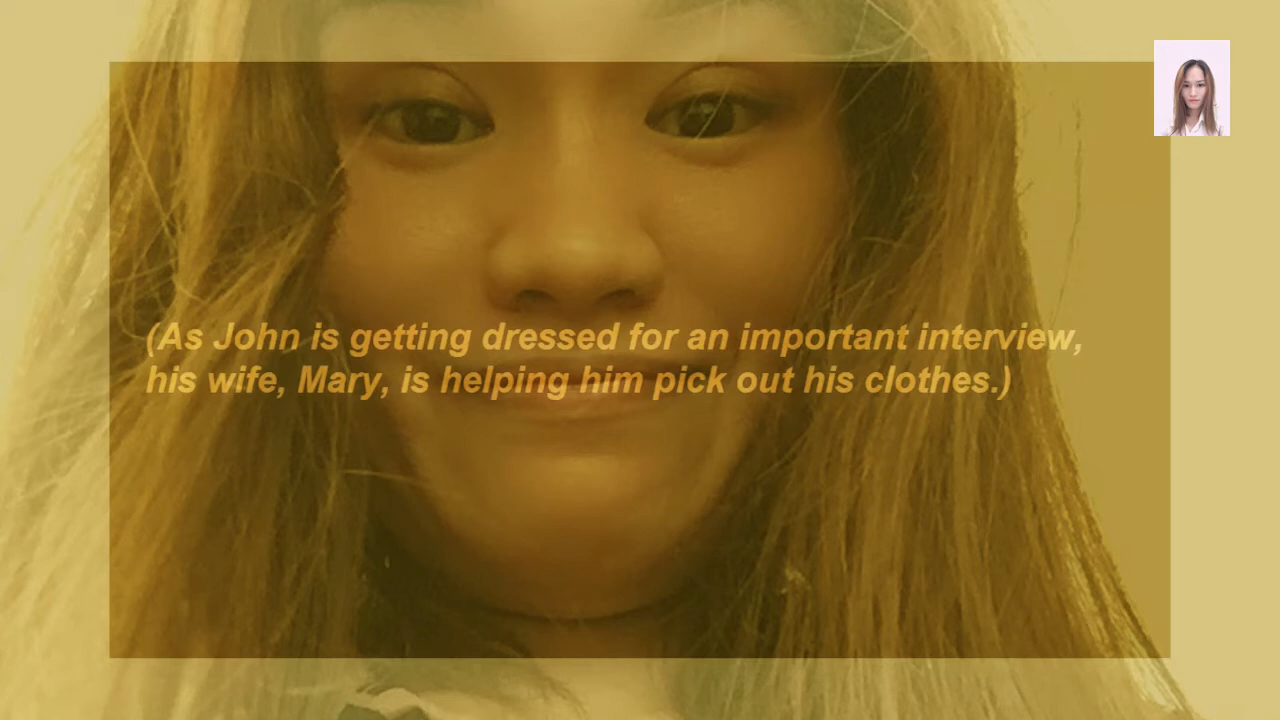 (As John is getting dressed for an important interview,
his wife, Mary, is helping him pick out his clothes.)